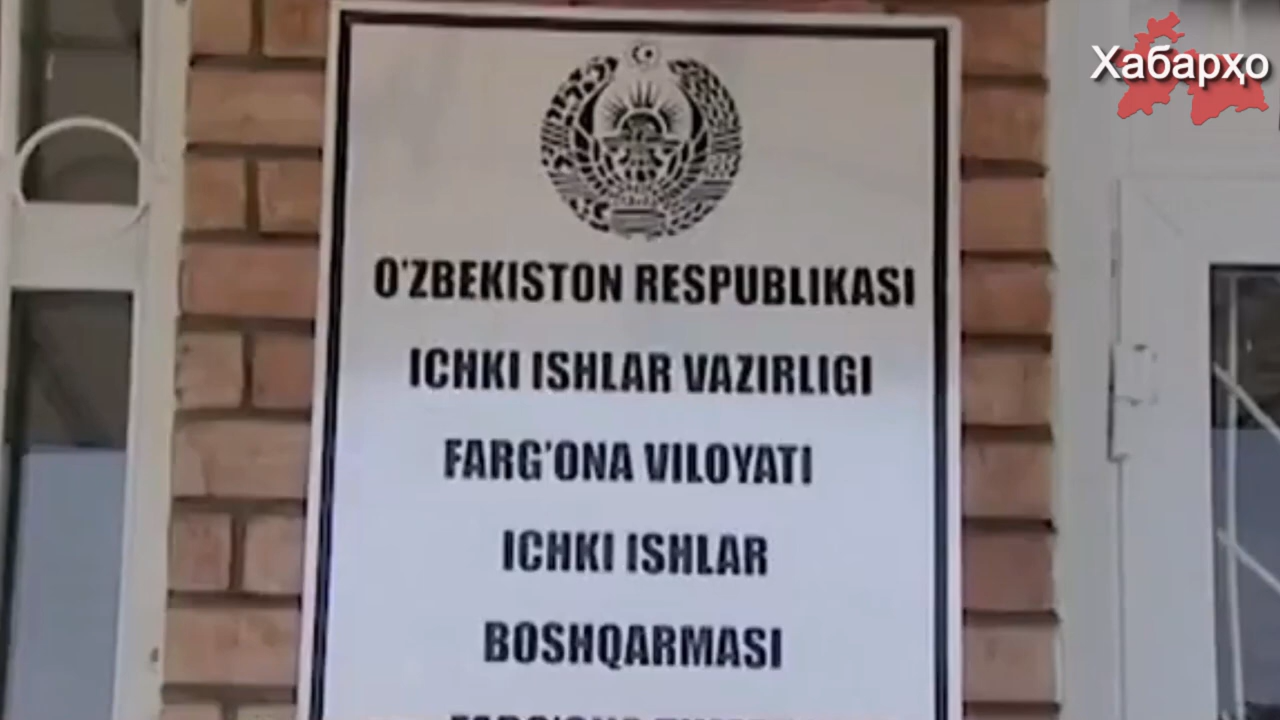 Хабарҳо
O'ZBEKISTON RESPUBLIKASI
ICHKI ISHLAR VAZIRLIGI
FARG'ONA VILOYATI
ICHKI ISHLAR
BOSHQARMASI